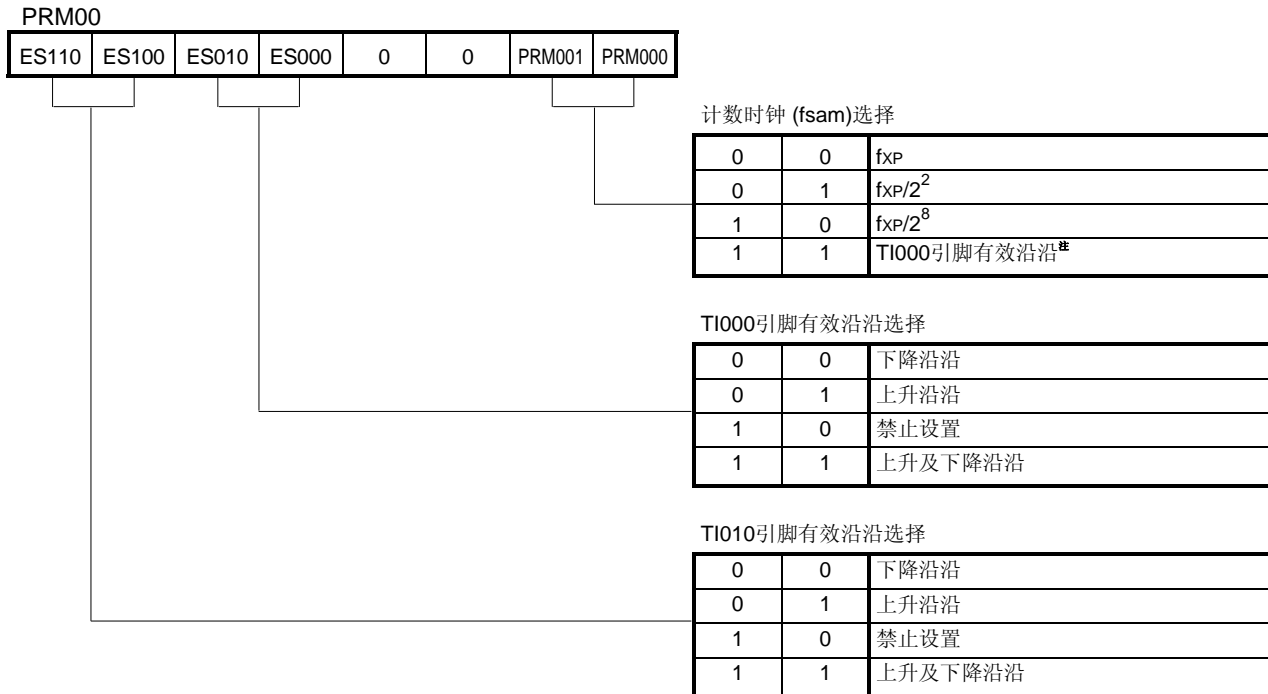 PRM00
ES110 ES100 ES010 ES000 0 0 PRM001 PRM000
计数时钟 (fsam)选择
0 0 fXP
0 1 fXP/2²
1 0 fXP/2⁸
1 1 TI000引脚有效沿沿注
TI000引脚有效沿沿选择
0 0 下降沿沿
0 1 上升沿沿
1 0 禁止设置
1 1 上升及下降沿沿
TI010引脚有效沿沿选择
0 0 下降沿沿
0 1 上升沿沿
1 0 禁止设置
1 1 上升及下降沿沿